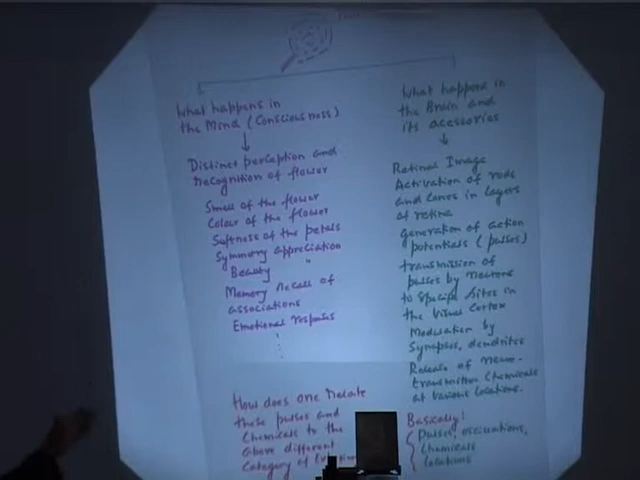 What happens in
the Mind (Consciousness)
Distinct perception and
recognition of flower
Smell of the flower
Colour of the flower
Softness of the petals
Symmetry appreciation
Beauty "
Memory Recall of
associations
Emotional responses
How does one Relate
these pulses and
Chemicals to the
above different
Category of
What happens in
the Brain and
its acessories
Retinal Image
Activation of rods
and Cones in layers
of retina
Generation of action
potentials (pulses)
transmission of
pulses by neurons
to specific sites in
the Visual Cortex
Modulation by
Synapsis, dendrites
Release of neuro-
transmitter Chemicals
at various locations.
Basically!
Pulses, oscillations,
Chemicals
locations